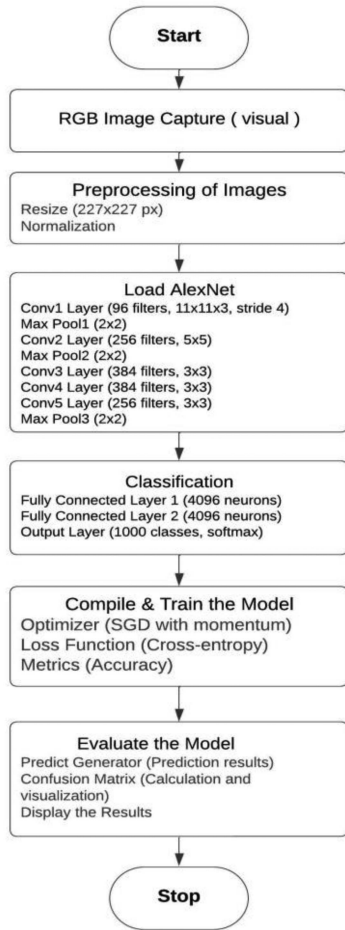 Start
RGB Image Capture ( visual )
Preprocessing of Images
Resize (227x227 px)
Normalization
Load AlexNet
Conv1 Layer (96 filters, 11x11x3, stride 4)
Max Pool1 (2x2)
Conv2 Layer (256 filters, 5x5)
Max Pool2 (2x2)
Conv3 Layer (384 filters, 3x3)
Conv4 Layer (384 filters, 3x3)
Conv5 Layer (256 filters, 3x3)
Max Pool3 (2x2)
Classification
Fully Connected Layer 1 (4096 neurons)
Fully Connected Layer 2 (4096 neurons)
Output Layer (1000 classes, softmax)
Compile & Train the Model
Optimizer (SGD with momentum)
Loss Function (Cross-entropy)
Metrics (Accuracy)
Evaluate the Model
Predict Generator (Prediction results)
Confusion Matrix (Calculation and
visualization)
Display the Results
Stop